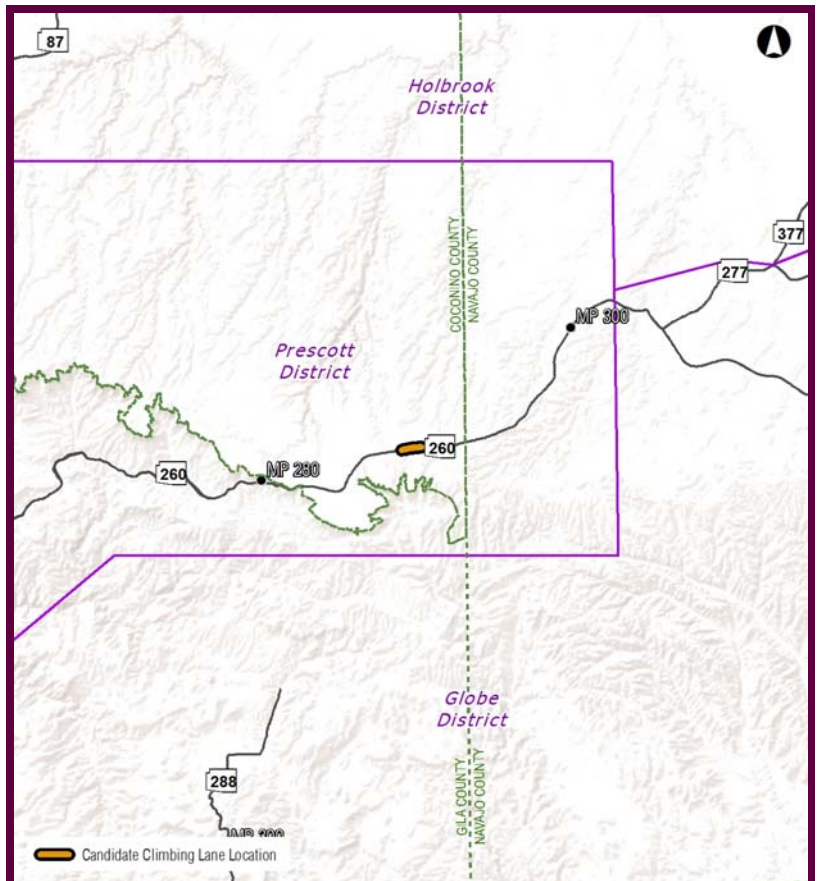 87
Holbrook
District
377
277
COCONINO COUNTY
NAVAJO COUNTY
MP 300
Prescott
District
260
MP 280
260
Globe
District
GILA COUNTY
NAVAJO COUNTY
288
Candidate Climbing Lane Location